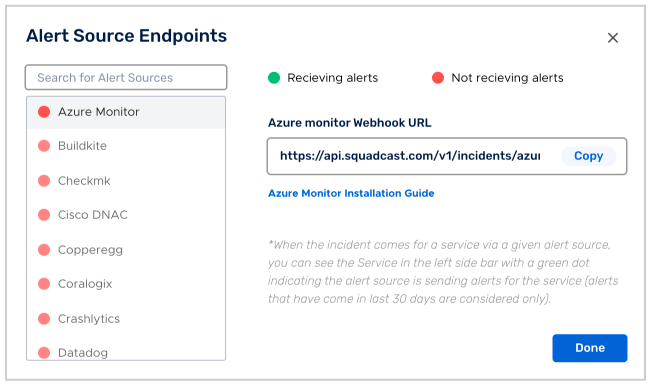 Alert Source Endpoints
Search for Alert Sources
Azure Monitor
Buildkite
Checkmk
Cisco DNAC
Copperegg
Coralogix
Crashlytics
Datadog
Recieving alerts
Not recieving alerts
Azure monitor Webhook URL
https://api.squadcast.com/v1/incidents/azur
Copy
Azure Monitor Installation Guide
*When the incident comes for a service via a given alert source,
you can see the Service in the left side bar with a green dot
indicating the alert source is sending alerts for the service (alerts
that have come in last 30 days are considered only).
Done